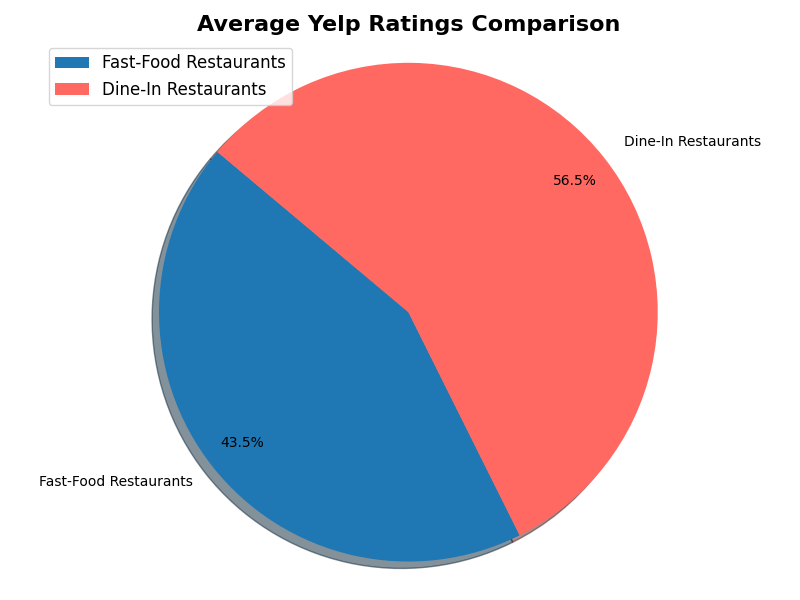 Average Yelp Ratings Comparison
Fast-Food Restaurants
Dine-In Restaurants
Dine-In Restaurants
56.5%
43.5%
Fast-Food Restaurants